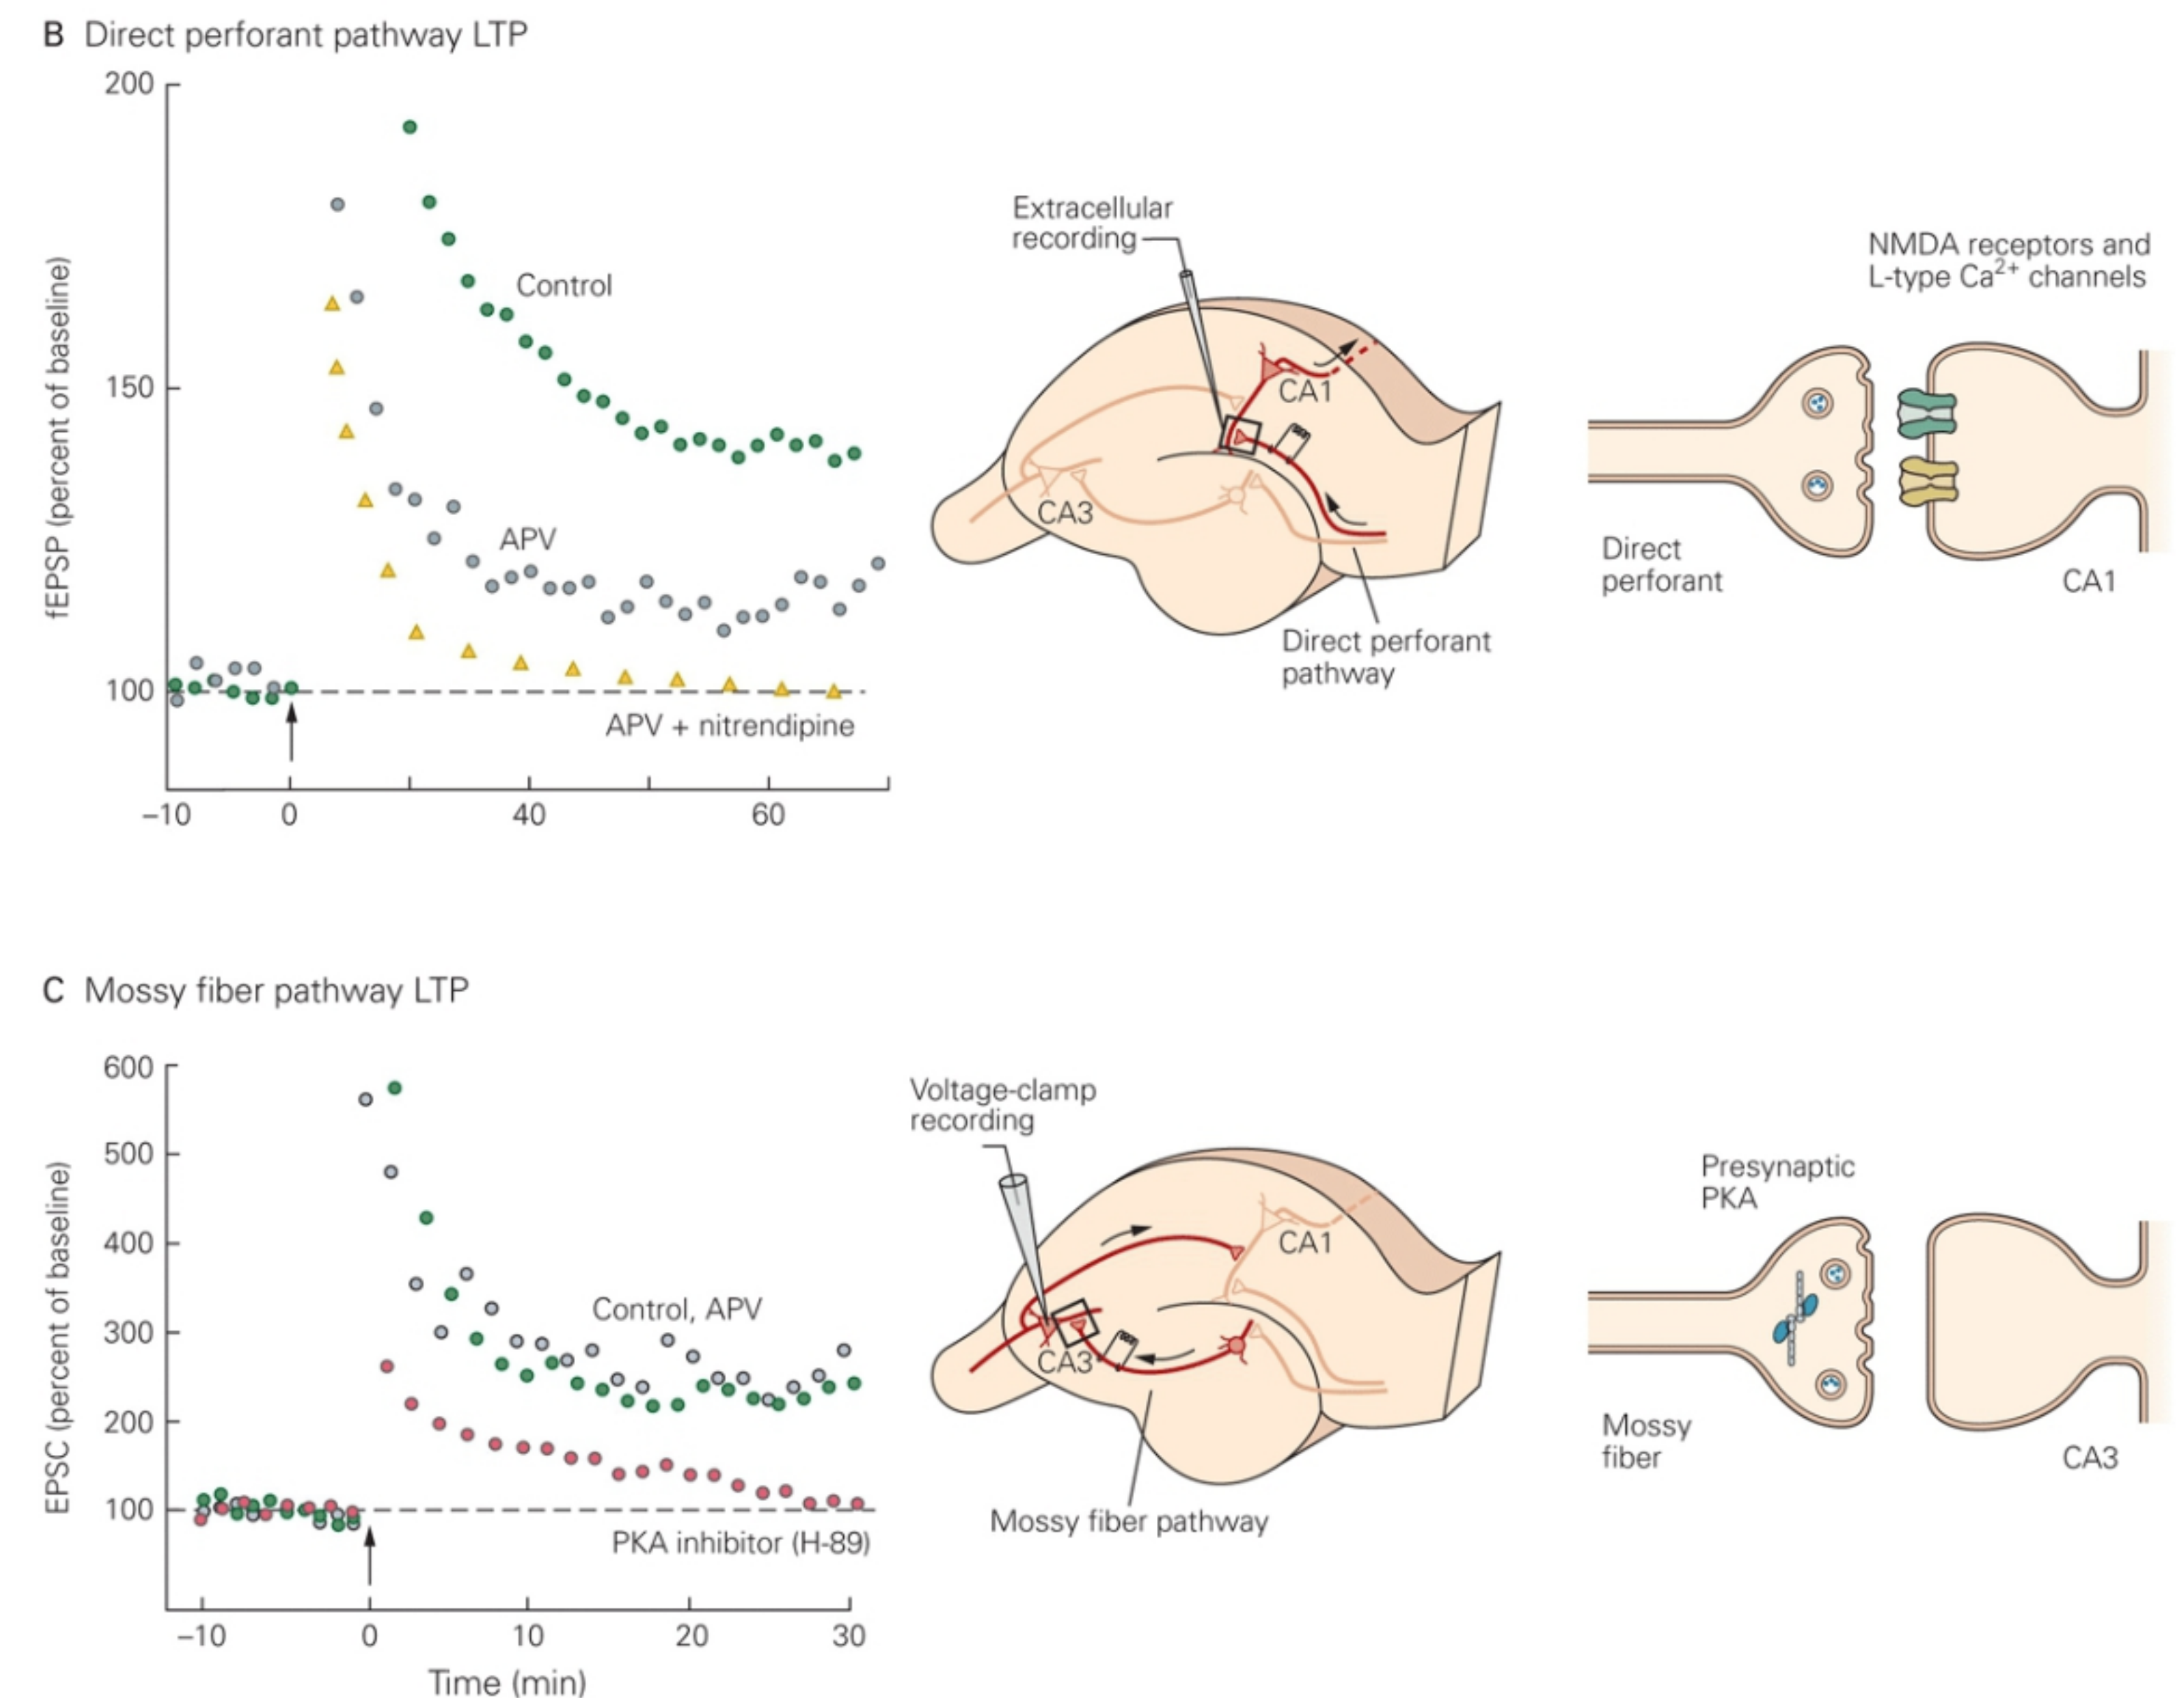 B Direct perforant pathway LTP
200
150
100
fEPSP (percent of baseline)
Control
APV
APV + nitrendipine
–10
0
40
60
Extracellular
recording
CA1
CA3
Direct perforant
pathway
NMDA receptors and
L-type Ca²⁺ channels
Direct
perforant
CA1
C Mossy fiber pathway LTP
600
500
400
300
200
100
EPSC (percent of baseline)
Control, APV
PKA inhibitor (H-89)
–10
0
10
20
30
Time (min)
Voltage-clamp
recording
CA1
CA3
Mossy fiber pathway
Presynaptic
PKA
Mossy
fiber
CA3